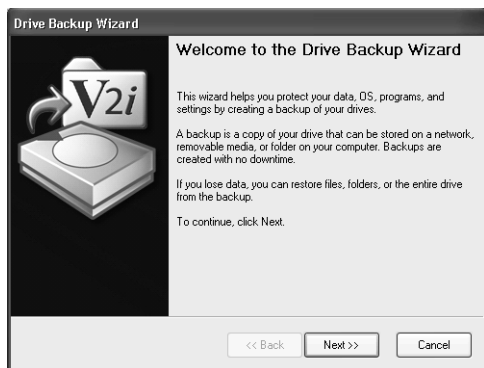 Drive Backup Wizard
V2i
Welcome to the Drive Backup Wizard
This wizard helps you protect your data, OS, programs, and
settings by creating a backup of your drives.
A backup is a copy of your drive that can be stored on a network,
removable media, or folder on your computer. Backups are
created with no downtime.
If you lose data, you can restore files, folders, or the entire drive
from the backup.
To continue, click Next.
<< Back
Next >>
Cancel